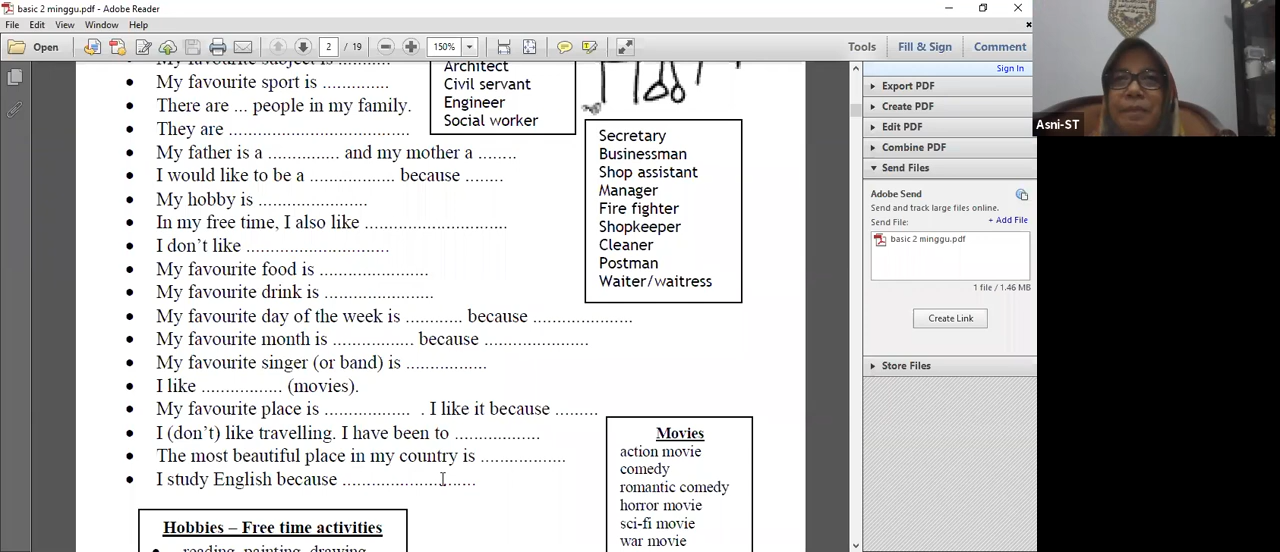 basic 2 minggu.pdf - Adobe Reader
File Edit View Window Help
Open
2 / 19
150%
Tools
Fill & Sign
Comment
Sign In
My favourite subject is ..........
My favourite sport is ............
There are ... people in my family.
They are .................................
My father is a ............. and my mother a ........
I would like to be a ................ because ........
My hobby is ....................
In my free time, I also like ..........................
I don't like ..........................
My favourite food is ....................
My favourite drink is ....................
My favourite day of the week is ........... because ..................
My favourite month is ............... because ...................
My favourite singer (or band) is ...............
I like ............... (movies).
My favourite place is ................ . I like it because ........
I (don't) like travelling. I have been to ................
The most beautiful place in my country is ................
I study English because .........................
Architect
Civil servant
Engineer
Social worker
Secretary
Businessman
Shop assistant
Manager
Fire fighter
Shopkeeper
Cleaner
Postman
Waiter/waitress
Movies
action movie
comedy
romantic comedy
horror movie
sci-fi movie
war movie
Hobbies – Free time activities
reading, painting, drawing
Export PDF
Create PDF
Edit PDF
Combine PDF
Send Files
Adobe Send
Send and track large files online.
Send File:
+ Add File
basic 2 minggu.pdf
1 file / 1.46 MB
Create Link
Store Files
Asni-ST